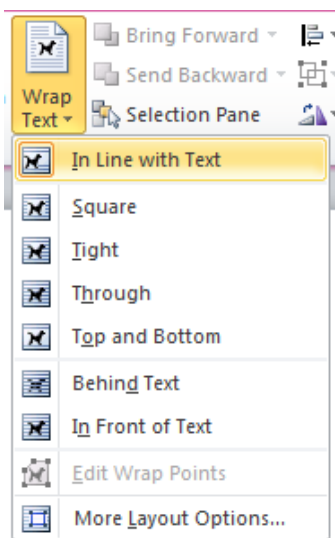 Bring Forward
Send Backward
Wrap
Text
Selection Pane
In Line with Text
Square
Tight
Through
Top and Bottom
Behind Text
In Front of Text
Edit Wrap Points
More Layout Options...